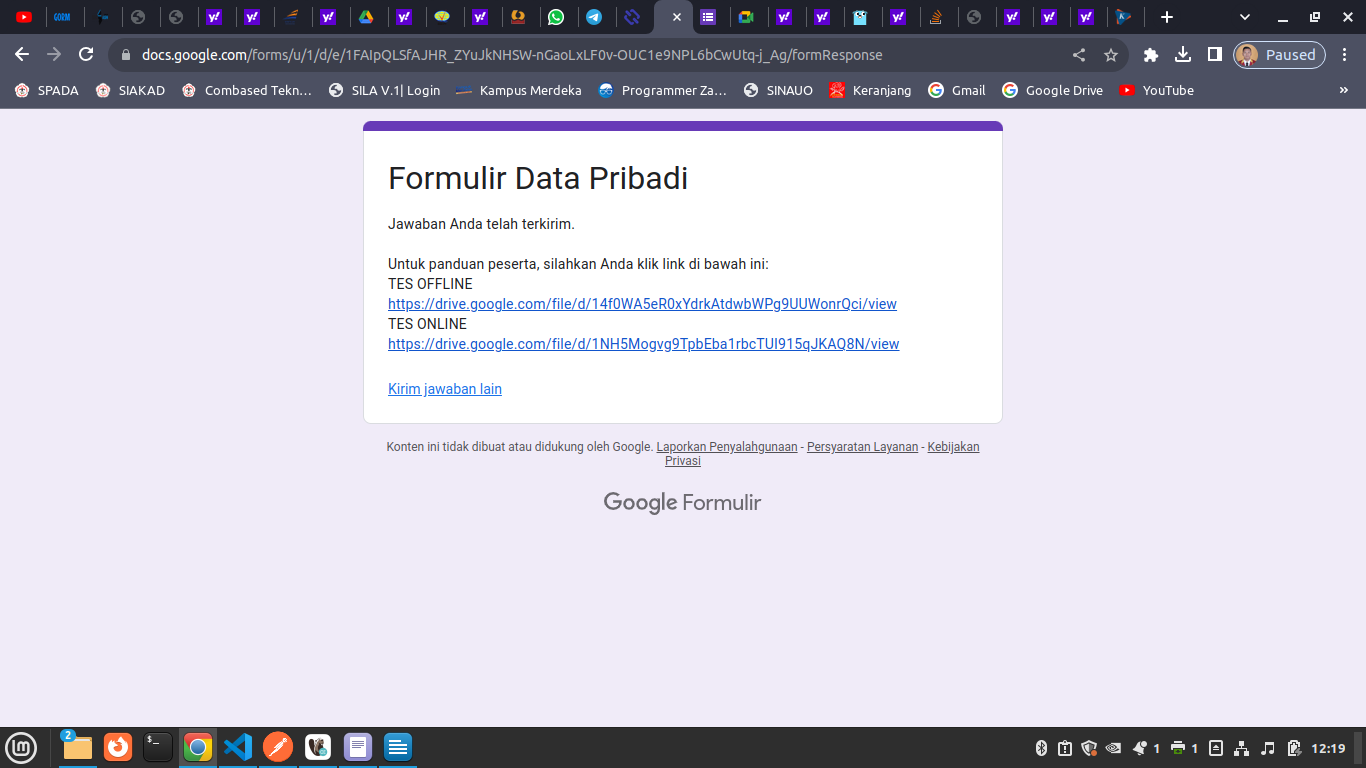 GORM
docs.google.com/forms/u/1/d/e/1FAIpQLSfAJHR_ZYuJkNHSW-nGaoLxLF0v-OUC1e9NPL6bCwUtq-j_Ag/formResponse
Paused
SPADA
SIAKAD
Combased Tekn...
SILA V.1| Login
Kampus Merdeka
Programmer Za...
SINAUO
Keranjang
Gmail
Google Drive
YouTube
»
Formulir Data Pribadi
Jawaban Anda telah terkirim.
Untuk panduan peserta, silahkan Anda klik link di bawah ini:
TES OFFLINE
https://drive.google.com/file/d/14f0WA5eR0xYdrkAtdwbWPg9UUWonrQci/view
TES ONLINE
https://drive.google.com/file/d/1NH5Mogvg9TpbEba1rbcTUI915qJKAQ8N/view
Kirim jawaban lain
Konten ini tidak dibuat atau didukung oleh Google. Laporkan Penyalahgunaan - Persyaratan Layanan - Kebijakan
Privasi
Google Formulir
2
1
1
12:19